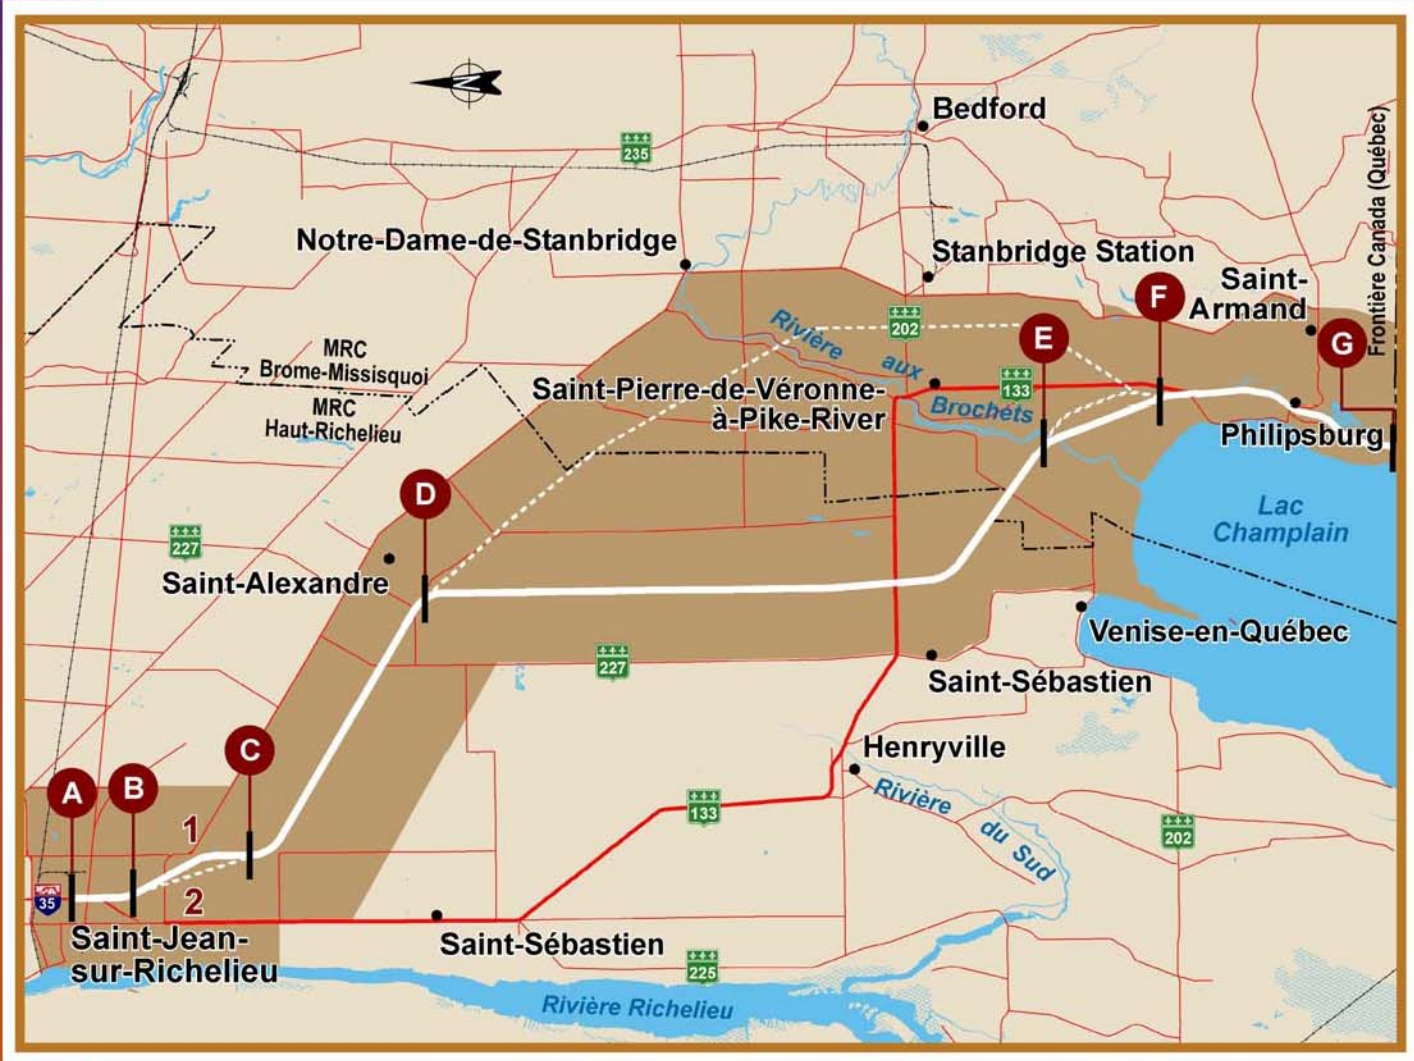 N
Bedford
235
Frontière Canada (Québec)
Notre-Dame-de-Stanbridge
Stanbridge Station
Saint-
Armand
F
G
E
202
Rivière
aux
Brochets
MRC
Brome-Missisquoi
MRC
Haut-Richelieu
Saint-Pierre-de-Véronne-
à-Pike-River
133
Philipsburg
D
Lac
Champlain
227
Saint-Alexandre
Venise-en-Québec
227
Saint-Sébastien
C
Henryville
A
B
1
133
Rivière
du Sud
202
35
2
Saint-Jean-
sur-Richelieu
Saint-Sébastien
225
Rivière Richelieu